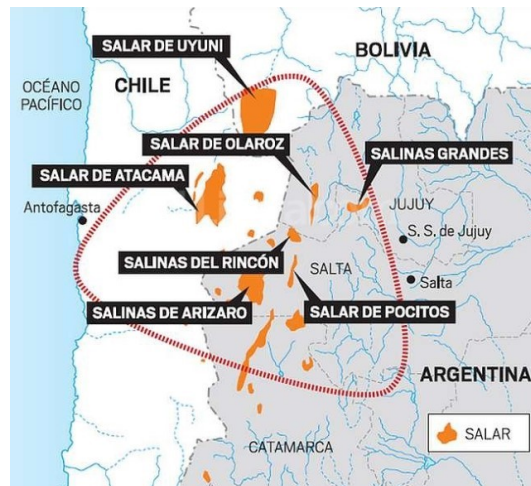 SALAR DE UYUNI
BOLIVIA
OCÉANO
PACÍFICO
CHILE
SALAR DE OLAROZ
SALINAS GRANDES
SALAR DE ATACAMA
JUJUY
Antofagasta
S. S. de Jujuy
SALINAS DEL RINCÓN
SALTA
Salta
SALINAS DE ARIZARO
SALAR DE POCITOS
ARGENTINA
SALAR
CATAMARCA